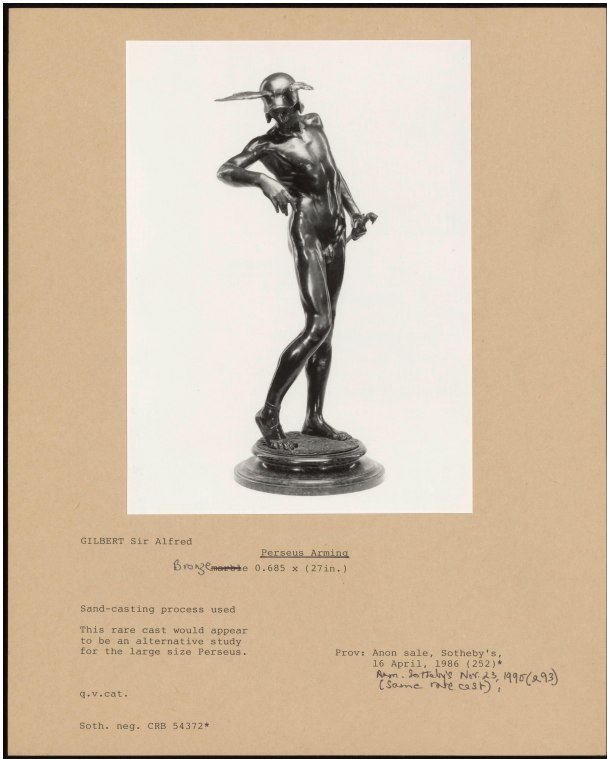 GILBERT Sir Alfred
Perseus Arming
Bronze marble 0.685 x (27in.)
Sand-casting process used
This rare cast would appear
to be an alternative study
for the large size Perseus.
Prov: Anon sale, Sotheby's,
16 April, 1986 (252)*
Anon. Sotheby's Nov. 23, 1990 (293)
(Same rare cast),
q.v.cat.
Soth. neg. CRB 54372*